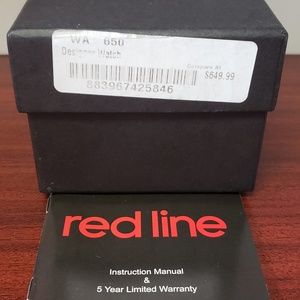 WA 650
Designer Watch
Compare At
$649.99
883967425846
red line
Instruction Manual
&
5 Year Limited Warranty